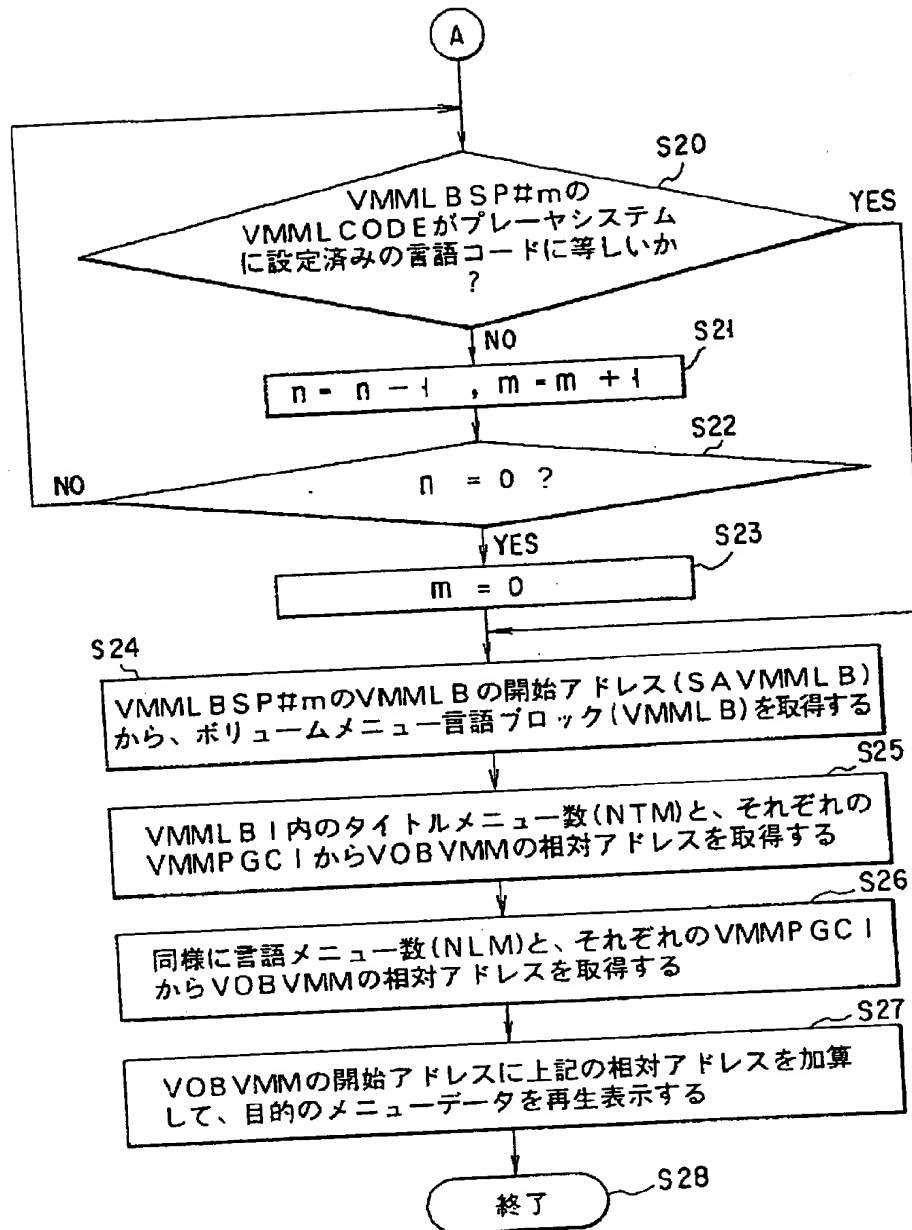 A
S20
VMMLBSP#mの
VMMLCODEがプレーヤシステム
に設定済みの言語コードに等しいか
?
YES
NO
S21
n = n - 1 , m = m + 1
S22
NO
n = 0 ?
YES
S23
m = 0
S24
VMMLBSP#mのVMMLBの開始アドレス(SAVMMLB)
から、ボリュームメニュー言語ブロック(VMMLB)を取得する
S25
VMMLBI内のタイトルメニュー数(NTM)と、それぞれの
VMMPGCIからVOBVMMの相対アドレスを取得する
S26
同様に言語メニュー数(NLM)と、それぞれのVMMPGCI
からVOBVMMの相対アドレスを取得する
S27
VOBVMMの開始アドレスに上記の相対アドレスを加算
して、目的のメニューデータを再生表示する
S28
終了